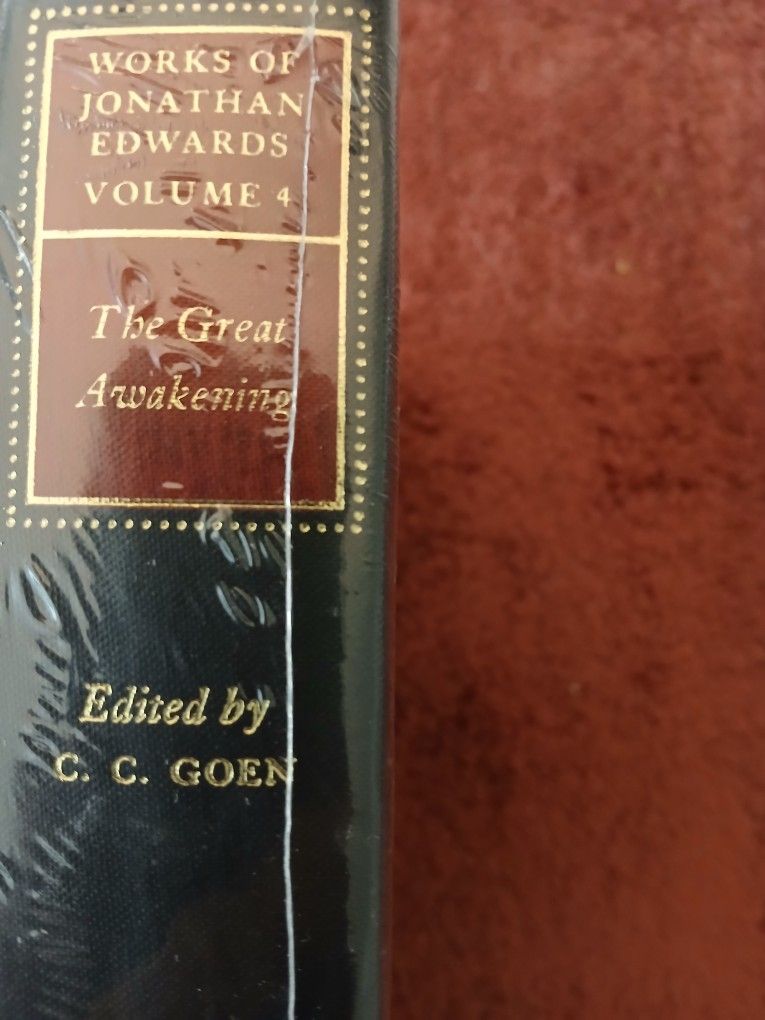 WORKS OF
JONATHAN
EDWARDS
VOLUME 4
The Great
Awakening
Edited by
C. C. GOEN